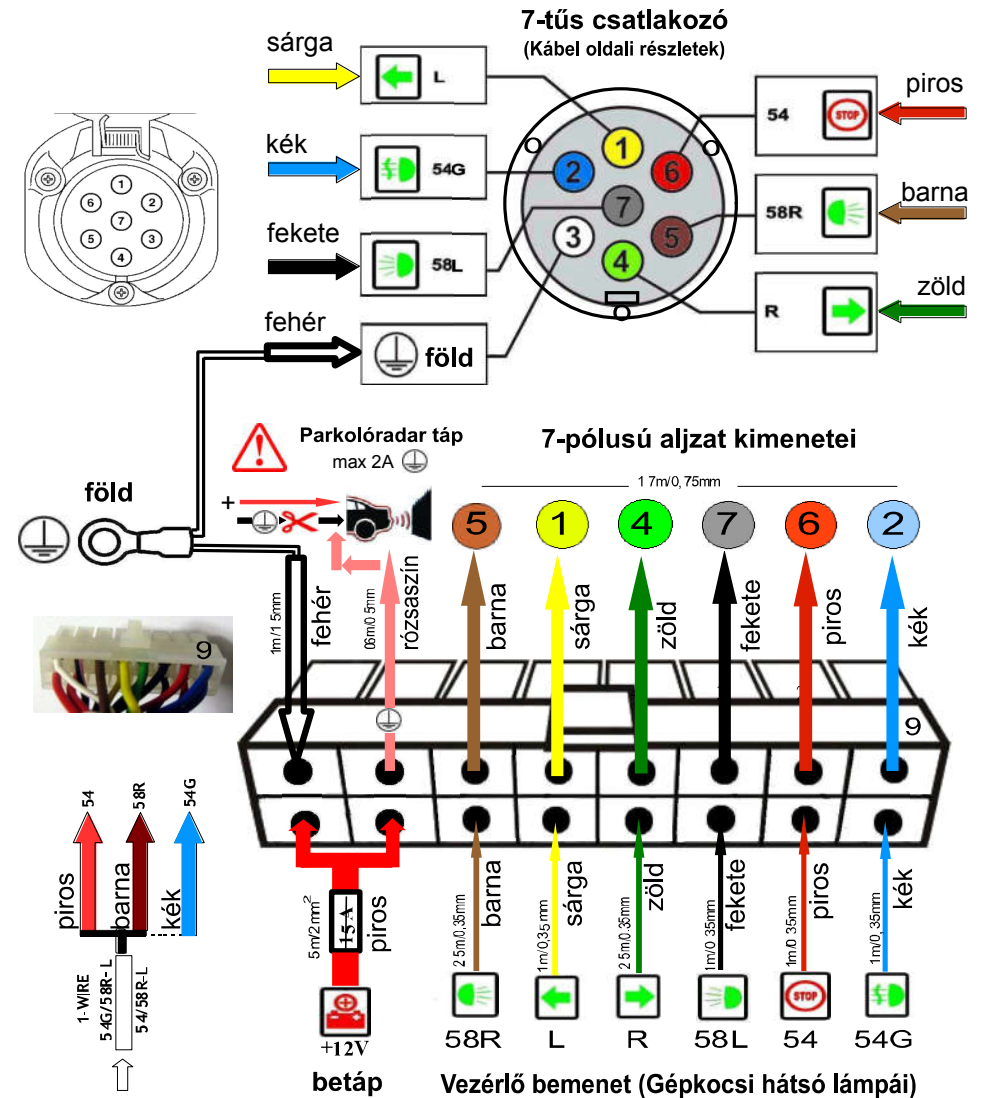 7-tűs csatlakozó
(Kábel oldali részletek)
sárga
L
kék
54G
fekete
58L
fehér
föld
54
STOP
piros
58R
barna
R
zöld
1
2
3
4
5
6
7
1
2
3
4
5
6
7
föld
Parkolóradar táp
max 2A
+
7-pólusú aljzat kimenetei
1 7m/0, 75mm
5
1
4
7
6
2
1m/1 5mm
fehér
06m/0 5mm
rózsaszín
barna
sárga
zöld
fekete
piros
kék
9
9
54
58R
54G
piros
barna
kék
1-WIRE
54G/58R-L
54/58R-L
5m/2mm²
15A
piros
+12V
betáp
2 5m/0,35mm
barna
1m/0,35mm
sárga
2 5m/0.35mm
zöld
1m/0 35mm
fekete
1m/0 35mm
piros
1m/0, 35mm
kék
STOP
58R
L
R
58L
54
54G
Vezérlő bemenet (Gépkocsi hátsó lámpái)